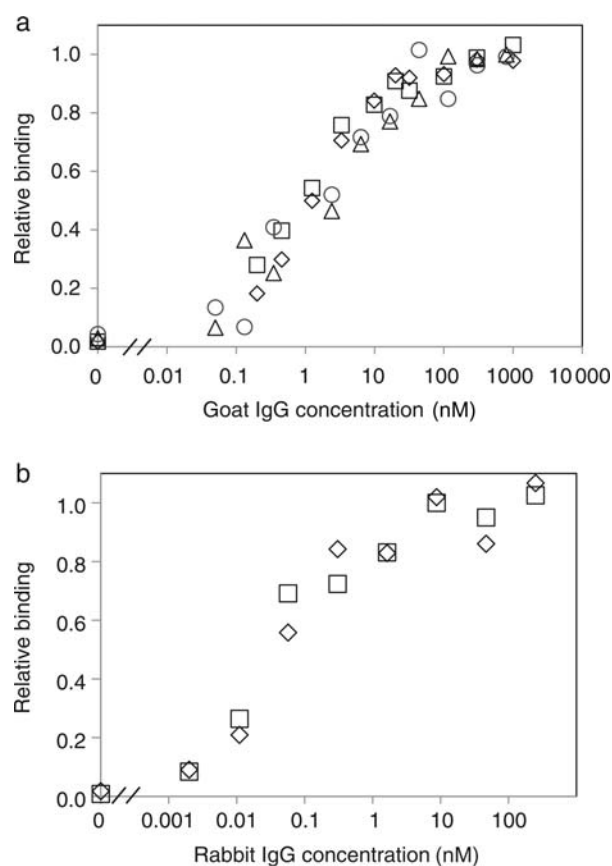 a
Relative binding
1.0
0.8
0.6
0.4
0.2
0.0
0 0.01 0.1 1 10 100 1000 10 000
Goat IgG concentration (nM)
b
Relative binding
1.0
0.8
0.6
0.4
0.2
0.0
0 0.001 0.01 0.1 1 10 100
Rabbit IgG concentration (nM)